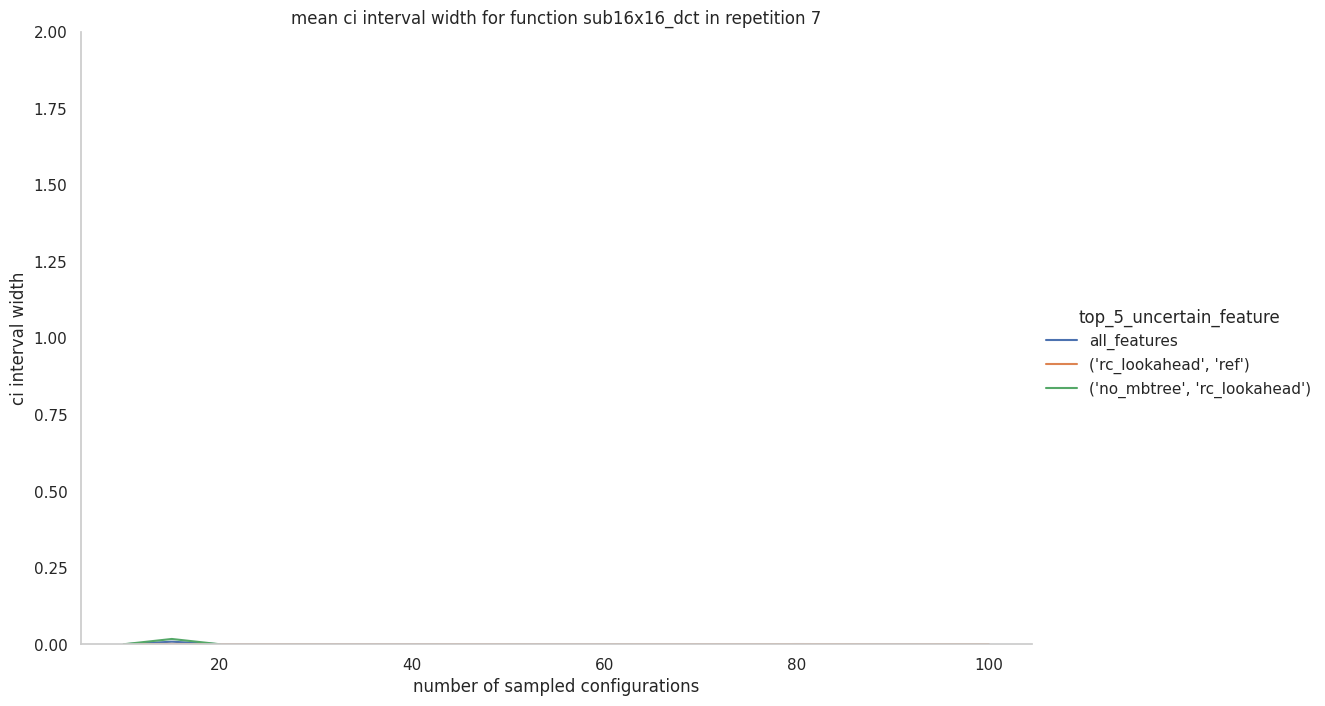 mean ci interval width for function sub16x16_dct in repetition 7
2.00
1.75
1.50
1.25
1.00
0.75
0.50
0.25
0.00
ci interval width
20
40
60
80
100
number of sampled configurations
top_5_uncertain_feature
all_features
('rc_lookahead', 'ref')
('no_mbtree', 'rc_lookahead')